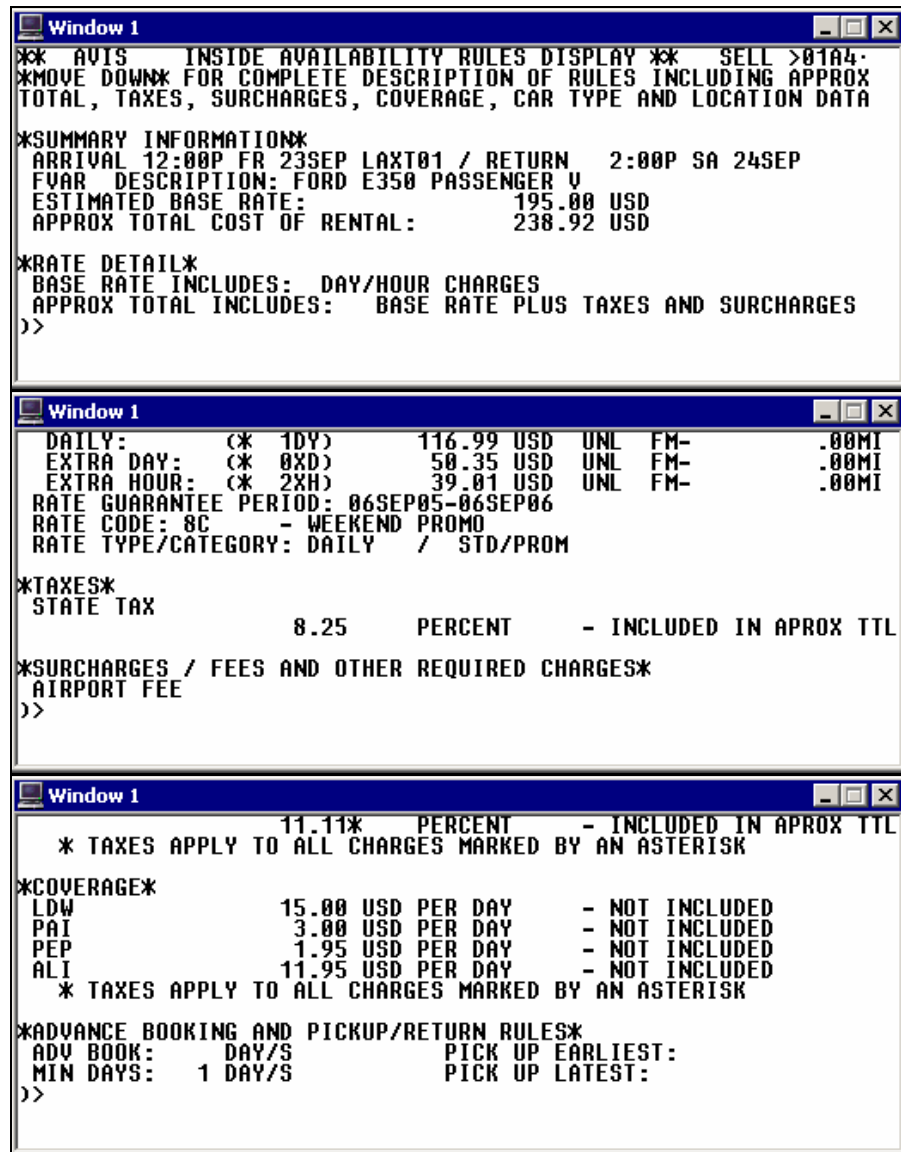 Window 1
** AVIS INSIDE AVAILABILITY RULES DISPLAY ** SELL >01A4·
*MOVE DOWN* FOR COMPLETE DESCRIPTION OF RULES INCLUDING APPROX
TOTAL, TAXES, SURCHARGES, COVERAGE, CAR TYPE AND LOCATION DATA
*SUMMARY INFORMATION*
ARRIVAL 12:00P FR 23SEP LAXT01 / RETURN 2:00P SA 24SEP
FVAR DESCRIPTION: FORD E350 PASSENGER V
ESTIMATED BASE RATE: 195.00 USD
APPROX TOTAL COST OF RENTAL: 238.92 USD
*RATE DETAIL*
BASE RATE INCLUDES: DAY/HOUR CHARGES
APPROX TOTAL INCLUDES: BASE RATE PLUS TAXES AND SURCHARGES
)>
Window 1
DAILY: (* 1DY) 116.99 USD UNL FM- .00MI
EXTRA DAY: (* 0XD) 50.35 USD UNL FM- .00MI
EXTRA HOUR: (* 2XH) 39.01 USD UNL FM- .00MI
RATE GUARANTEE PERIOD: 06SEP05-06SEP06
RATE CODE: 8C - WEEKEND PROMO
RATE TYPE/CATEGORY: DAILY / STD/PROM
*TAXES*
STATE TAX
8.25 PERCENT - INCLUDED IN APROX TTL
*SURCHARGES / FEES AND OTHER REQUIRED CHARGES*
AIRPORT FEE
)>
Window 1
11.11* PERCENT - INCLUDED IN APROX TTL
* TAXES APPLY TO ALL CHARGES MARKED BY AN ASTERISK
*COVERAGE*
LDW 15.00 USD PER DAY - NOT INCLUDED
PAI 3.00 USD PER DAY - NOT INCLUDED
PEP 1.95 USD PER DAY - NOT INCLUDED
ALI 11.95 USD PER DAY - NOT INCLUDED
* TAXES APPLY TO ALL CHARGES MARKED BY AN ASTERISK
*ADVANCE BOOKING AND PICKUP/RETURN RULES*
ADV BOOK: DAY/S PICK UP EARLIEST:
MIN DAYS: 1 DAY/S PICK UP LATEST:
)>